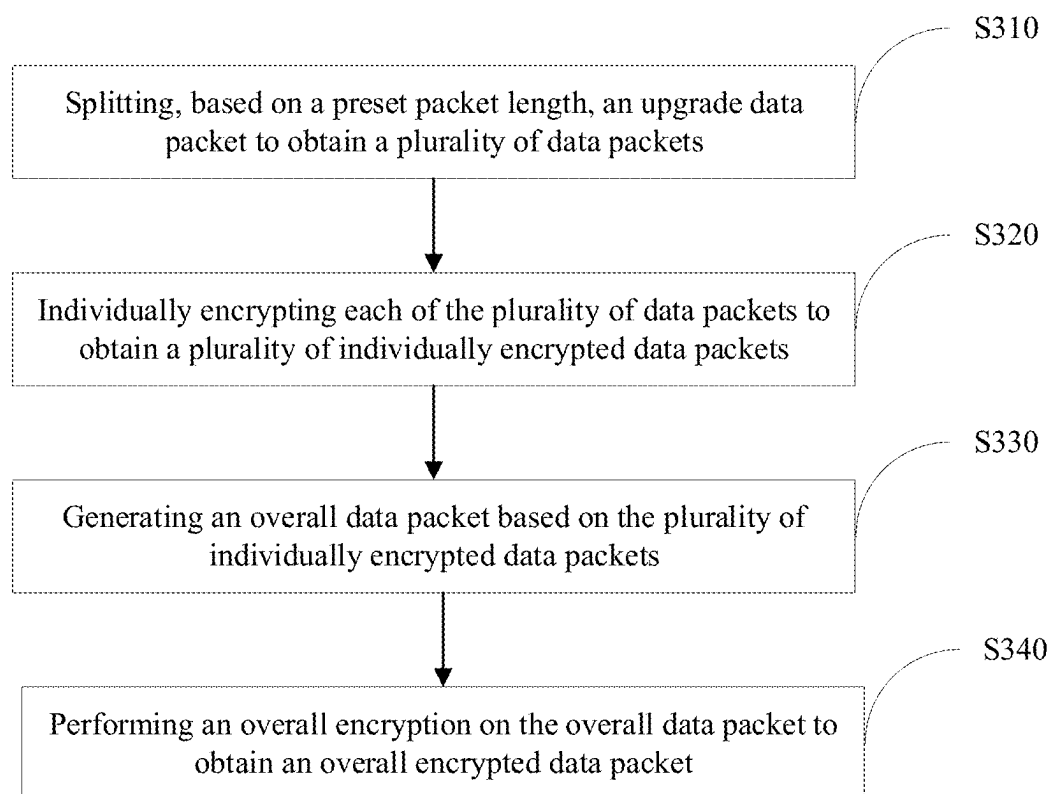 S310
Splitting, based on a preset packet length, an upgrade data
packet to obtain a plurality of data packets
S320
Individually encrypting each of the plurality of data packets to
obtain a plurality of individually encrypted data packets
S330
Generating an overall data packet based on the plurality of
individually encrypted data packets
S340
Performing an overall encryption on the overall data packet to
obtain an overall encrypted data packet